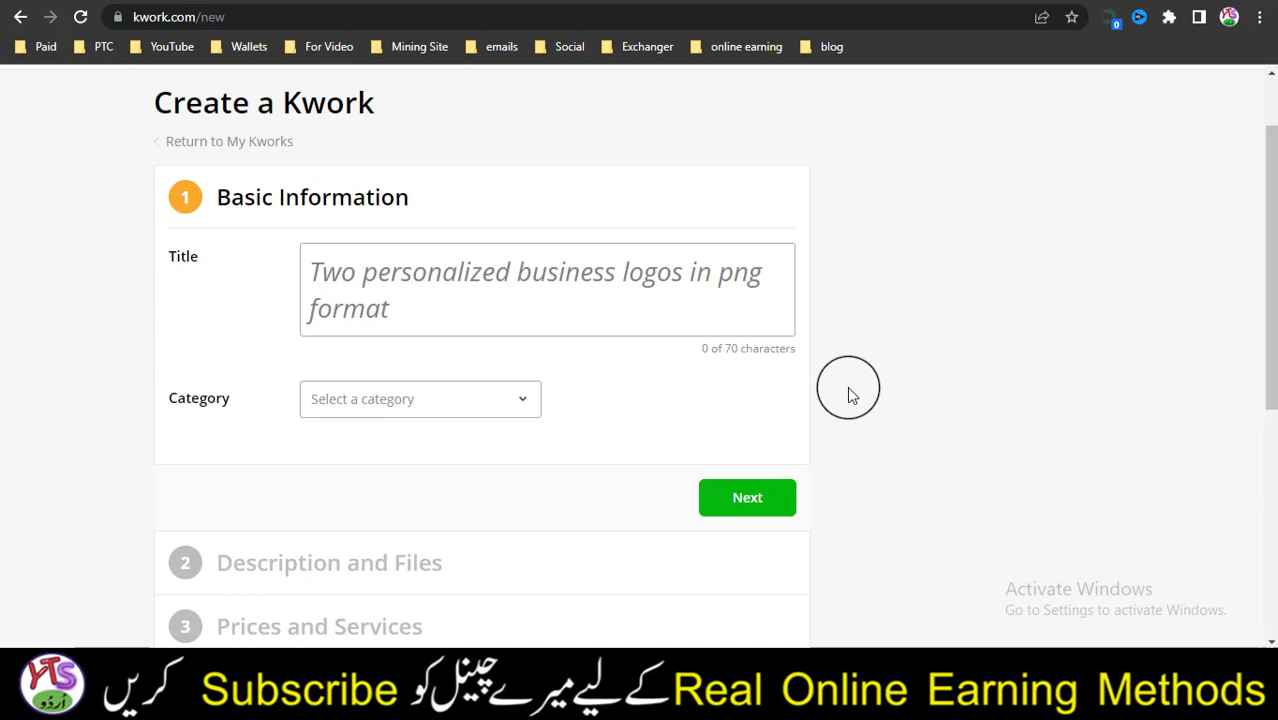 kwork.com/new
0
Paid PTC YouTube Wallets For Video Mining Site emails Social Exchanger online earning blog
Create a Kwork
Return to My Kworks
1 Basic Information
Title
Two personalized business logos in png
format
0 of 70 characters
Category
Select a category
Next
2 Description and Files
3 Prices and Services
Activate Windows
Go to Settings to activate Windows.
YTS
اُردُو
Real Online Earning Methods کے لیے میرے چینل کو Subscribe کریں